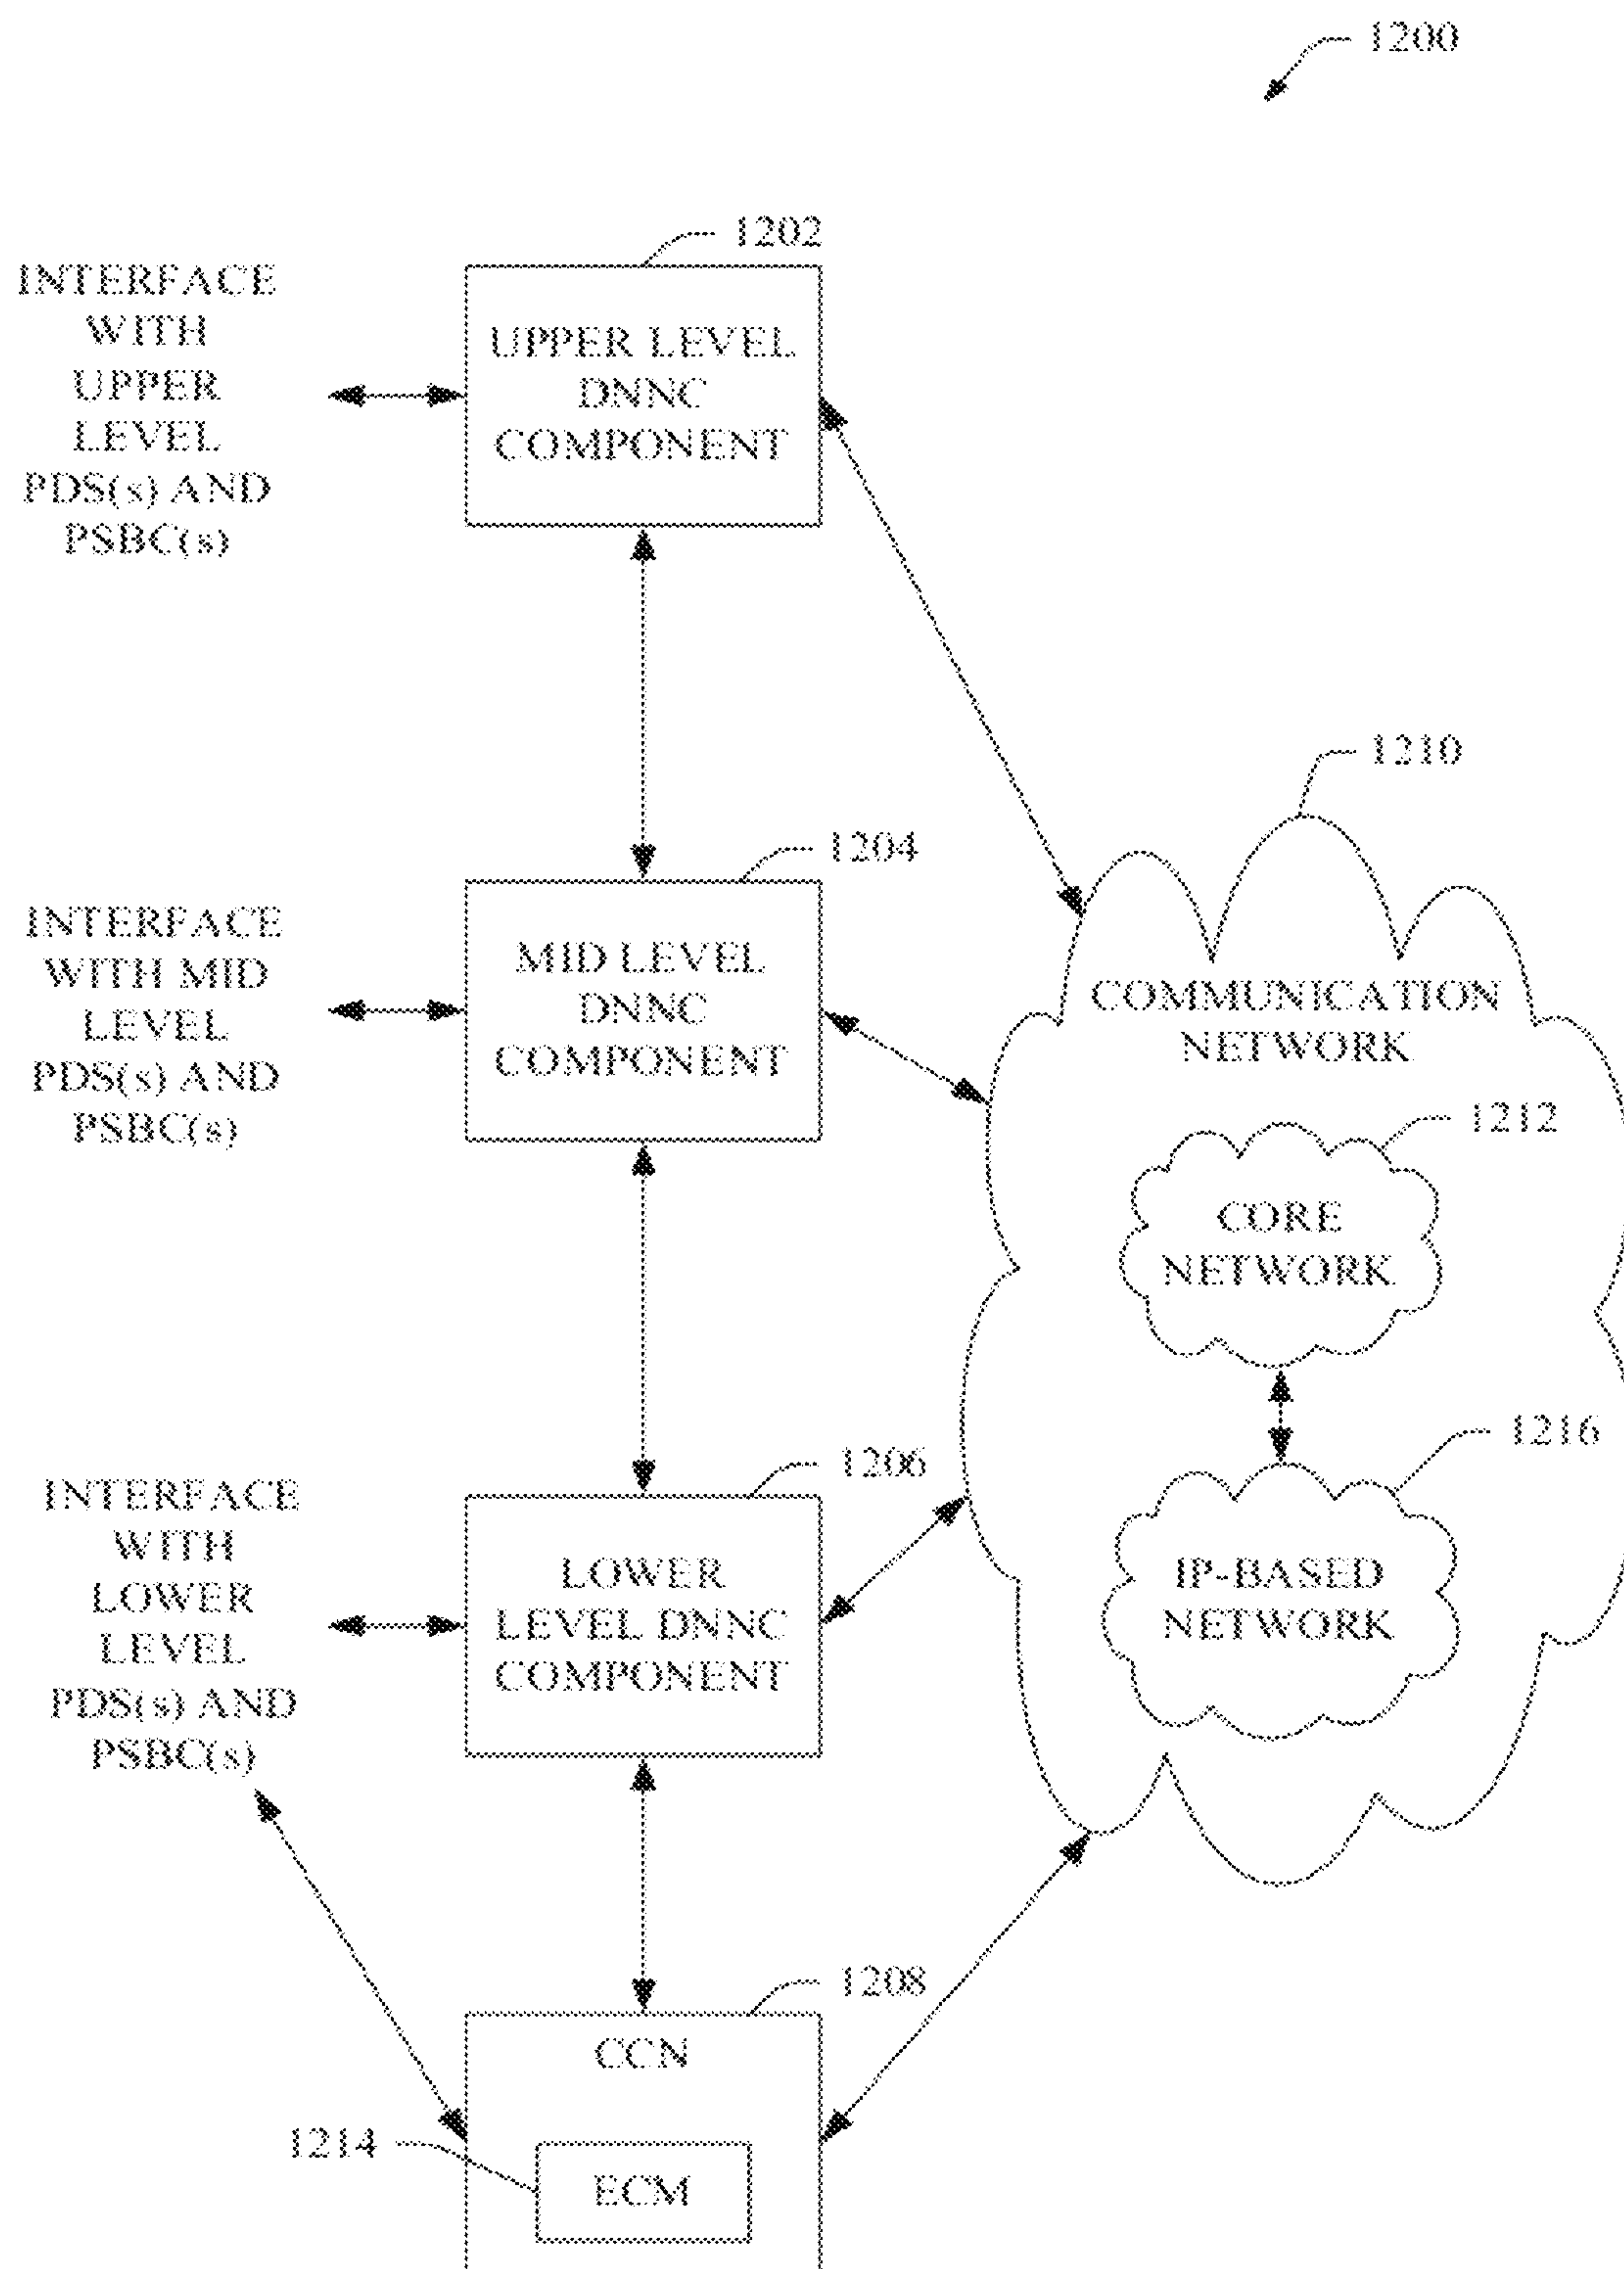 1200
1202
INTERFACE
WITH
UPPER
LEVEL
PDS(s) AND
PSBC(s)
UPPER LEVEL
DNNC
COMPONENT
1210
1204
INTERFACE
WITH MID
LEVEL
PDS(s) AND
PSBC(s)
MID LEVEL
DNNC
COMPONENT
COMMUNICATION
NETWORK
1212
CORE
NETWORK
1216
IP-BASED
NETWORK
1206
INTERFACE
WITH
LOWER
LEVEL
PDS(s) AND
PSBC(s)
LOWER
LEVEL DNNC
COMPONENT
1208
CCN
1214
ECM